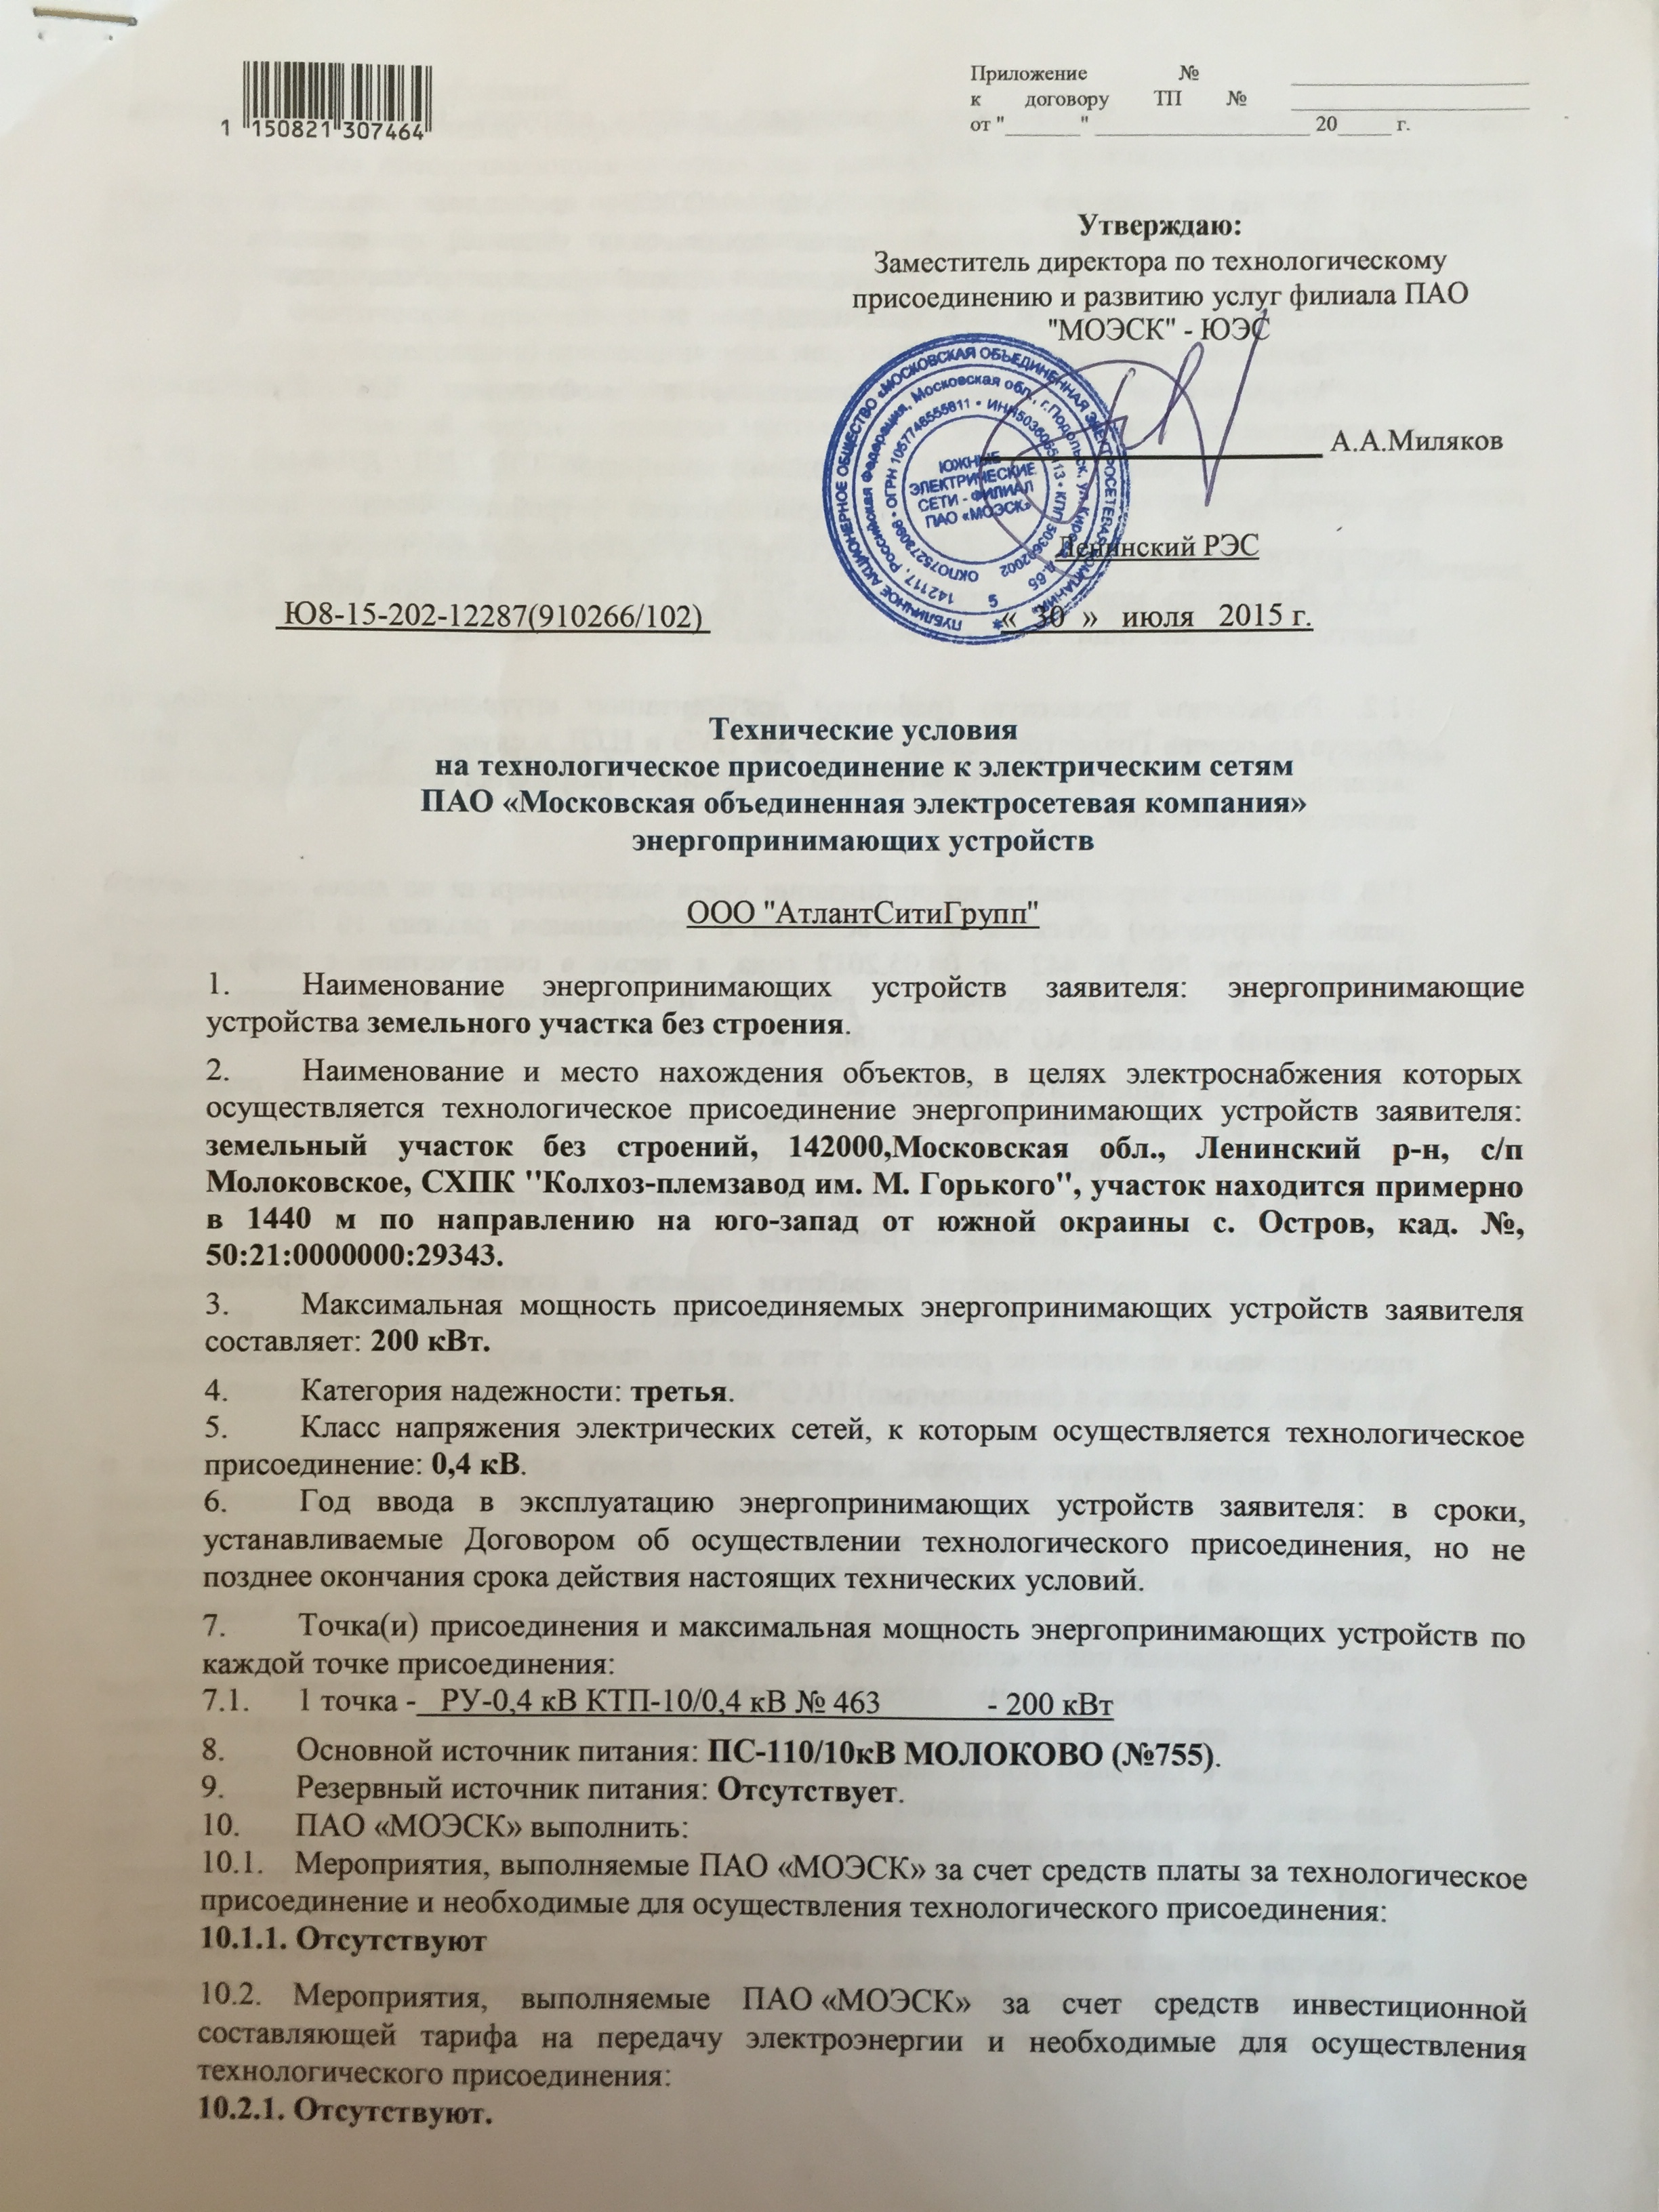 Приложение №
к договору ТП №
от "_______" ____________________ 20_____ г.
1 150821 307464
Утверждаю:
Заместитель директора по технологическому
присоединению и развитию услуг филиала ПАО
"МОЭСК" - ЮЭС
А.А.Миляков
ПУБЛИЧНОЕ АКЦИОНЕРНОЕ ОБЩЕСТВО «МОСКОВСКАЯ ОБЪЕДИНЕННАЯ ЭЛЕКТРОСЕТЕВАЯ КОМПАНИЯ»
142117, Российская Федерация, Московская обл., г.Подольск, ул. Кирова, д.65
ОГРН 1057746555811 • ИНН5036065113 • КПП
ЮЖНЫЕ
ЭЛЕКТРИЧЕСКИЕ
СЕТИ - ФИЛИАЛ
ПАО «МОЭСК»
5
Ленинский РЭС
Ю8-15-202-12287(910266/102)
« 30 » июля 2015 г.
Технические условия
на технологическое присоединение к электрическим сетям
ПАО «Московская объединенная электросетевая компания»
энергопринимающих устройств
ООО "АтлантСитиГрупп"
1. Наименование энергопринимающих устройств заявителя: энергопринимающие
устройства земельного участка без строения.
2. Наименование и место нахождения объектов, в целях электроснабжения которых
осуществляется технологическое присоединение энергопринимающих устройств заявителя:
земельный участок без строений, 142000,Московская обл., Ленинский р-н, с/п
Молоковское, СХПК "Колхоз-племзавод им. М. Горького", участок находится примерно
в 1440 м по направлению на юго-запад от южной окраины с. Остров, кад. №,
50:21:0000000:29343.
3. Максимальная мощность присоединяемых энергопринимающих устройств заявителя
составляет: 200 кВт.
4. Категория надежности: третья.
5. Класс напряжения электрических сетей, к которым осуществляется технологическое
присоединение: 0,4 кВ.
6. Год ввода в эксплуатацию энергопринимающих устройств заявителя: в сроки,
устанавливаемые Договором об осуществлении технологического присоединения, но не
позднее окончания срока действия настоящих технических условий.
7. Точка(и) присоединения и максимальная мощность энергопринимающих устройств по
каждой точке присоединения:
7.1. 1 точка - РУ-0,4 кВ КТП-10/0,4 кВ № 463 - 200 кВт
8. Основной источник питания: ПС-110/10кВ МОЛОКОВО (№755).
9. Резервный источник питания: Отсутствует.
10. ПАО «МОЭСК» выполнить:
10.1. Мероприятия, выполняемые ПАО «МОЭСК» за счет средств платы за технологическое
присоединение и необходимые для осуществления технологического присоединения:
10.1.1. Отсутствуют
10.2. Мероприятия, выполняемые ПАО «МОЭСК» за счет средств инвестиционной
составляющей тарифа на передачу электроэнергии и необходимые для осуществления
технологического присоединения:
10.2.1. Отсутствуют.